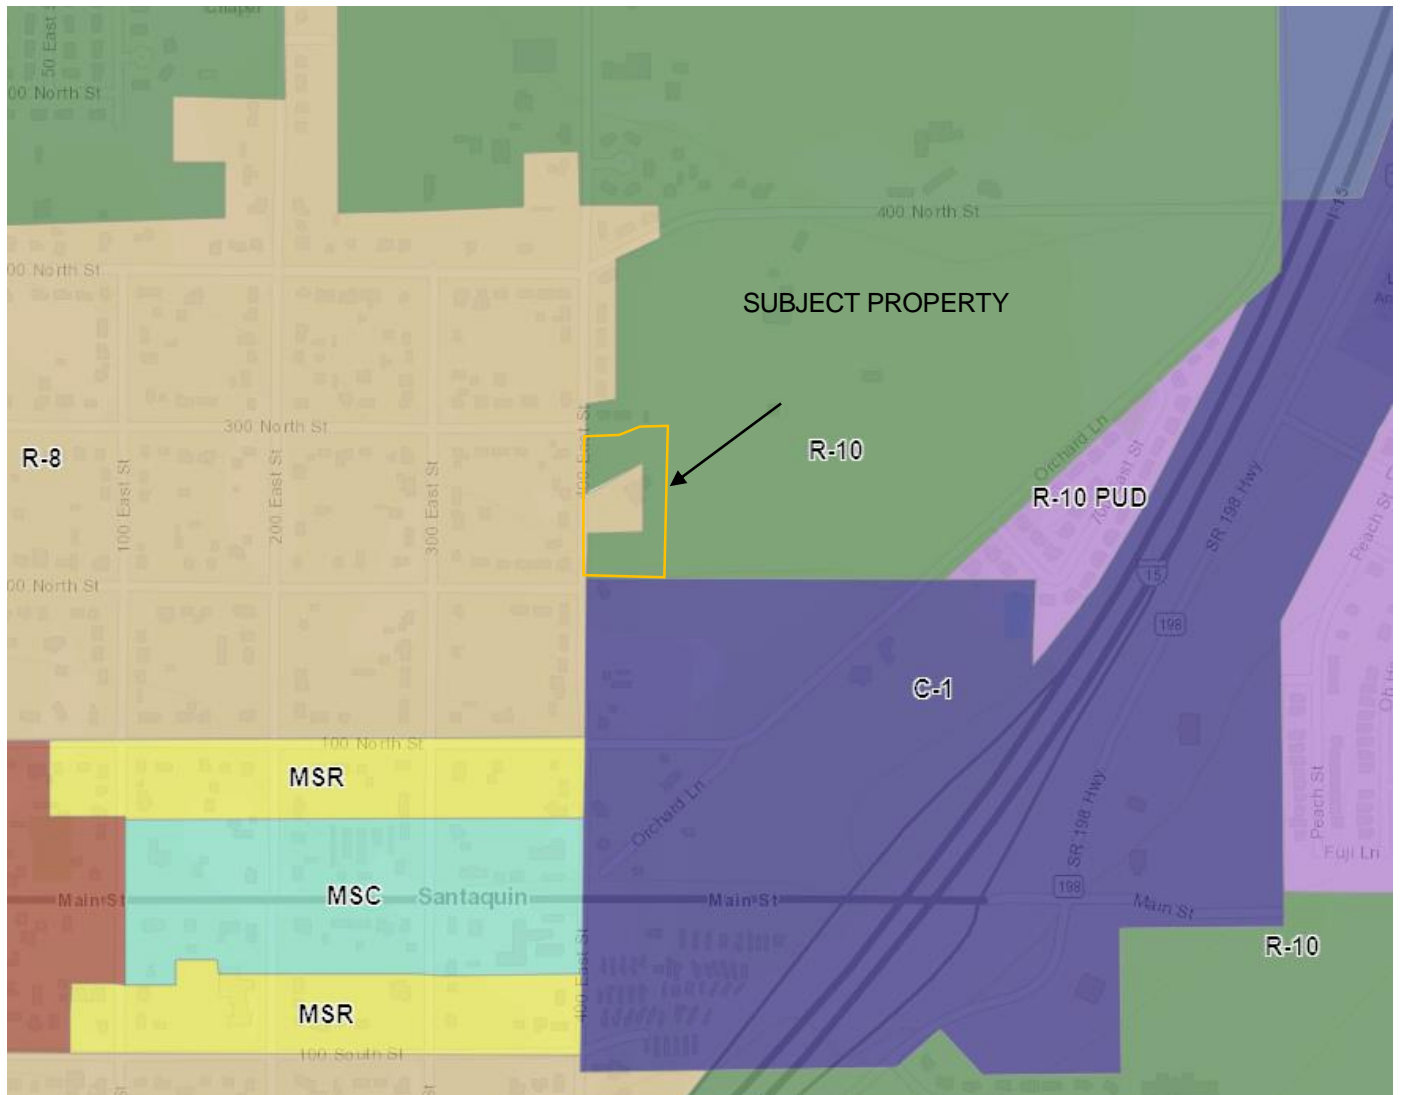 Chapel
50 East S
00 North St
I-15
400 North St
00 North St
SUBJECT PROPERTY
400 East St
300 North St
R-8
R-10
Orchard Ln
R-10 PUD
SR 198 Hwy
100 East St
200 East St
300 East St
Peach St
15
00 North St
198
C-1
100 North St
MSR
Orchard Ln
SR 198 Hwy
Peach St
Fuji Ln
Main St
MSC
Santaquin
Main St
198
Main St
R-10
400 East St
MSR
100 South St